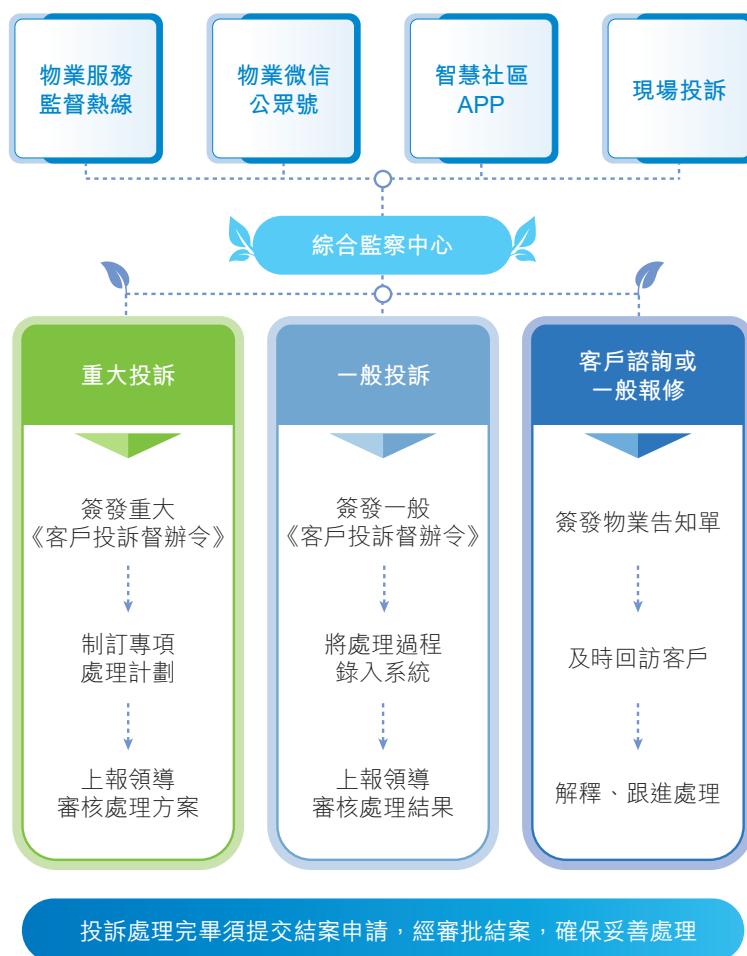 物業服務
監督熱線
物業微信
公眾號
智慧社區
APP
現場投訴
綜合監察中心
重大投訴
簽發重大
《客戶投訴督辦令》
制訂專項
處理計劃
上報領導
審核處理方案
一般投訴
簽發一般
《客戶投訴督辦令》
將處理過程
錄入系統
上報領導
審核處理結果
客戶諮詢或
一般報修
簽發物業告知單
及時回訪客戶
解釋、跟進處理
投訴處理完畢須提交結案申請，經審批結案，確保妥善處理